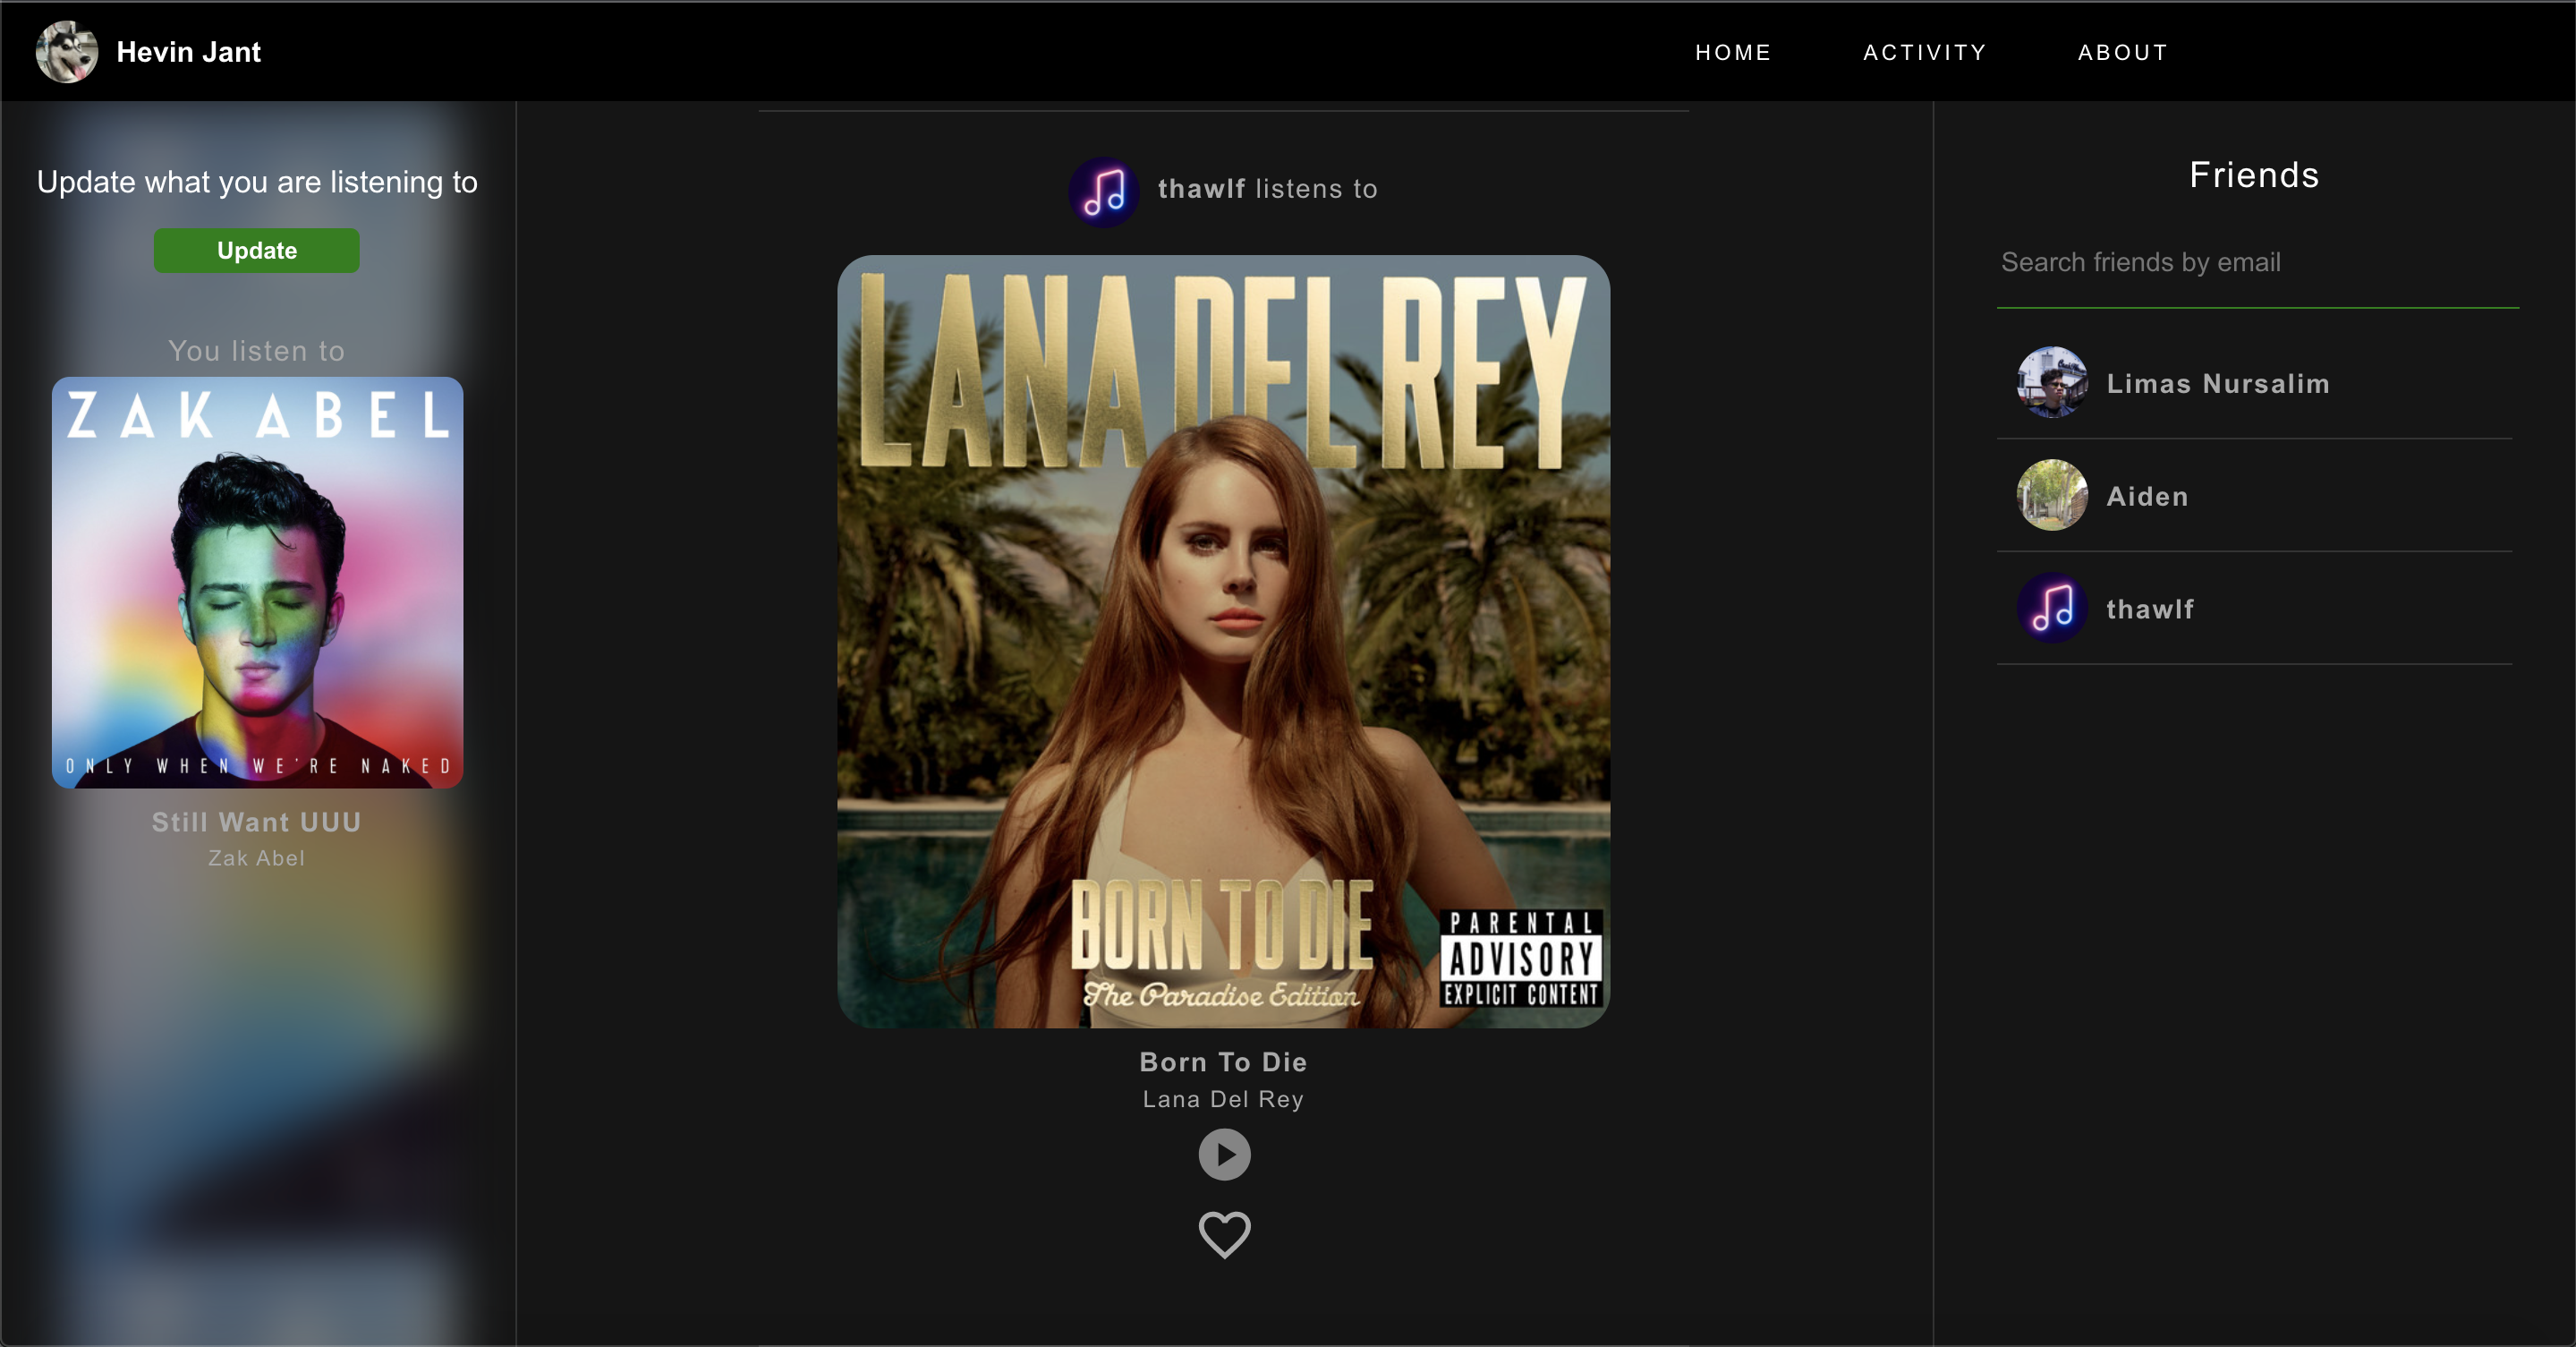 Hevin Jant
HOME ACTIVITY ABOUT
Update what you are listening to
Update
You listen to
ZAK ABEL
ONLY WHEN WE'RE NAKED
Still Want UUU
Zak Abel
thawlf listens to
LANA DEL REY
BORN TO DIE
The Paradise Edition
PARENTAL
ADVISORY
EXPLICIT CONTENT
Born To Die
Lana Del Rey
Friends
Search friends by email
Limas Nursalim
Aiden
thawlf